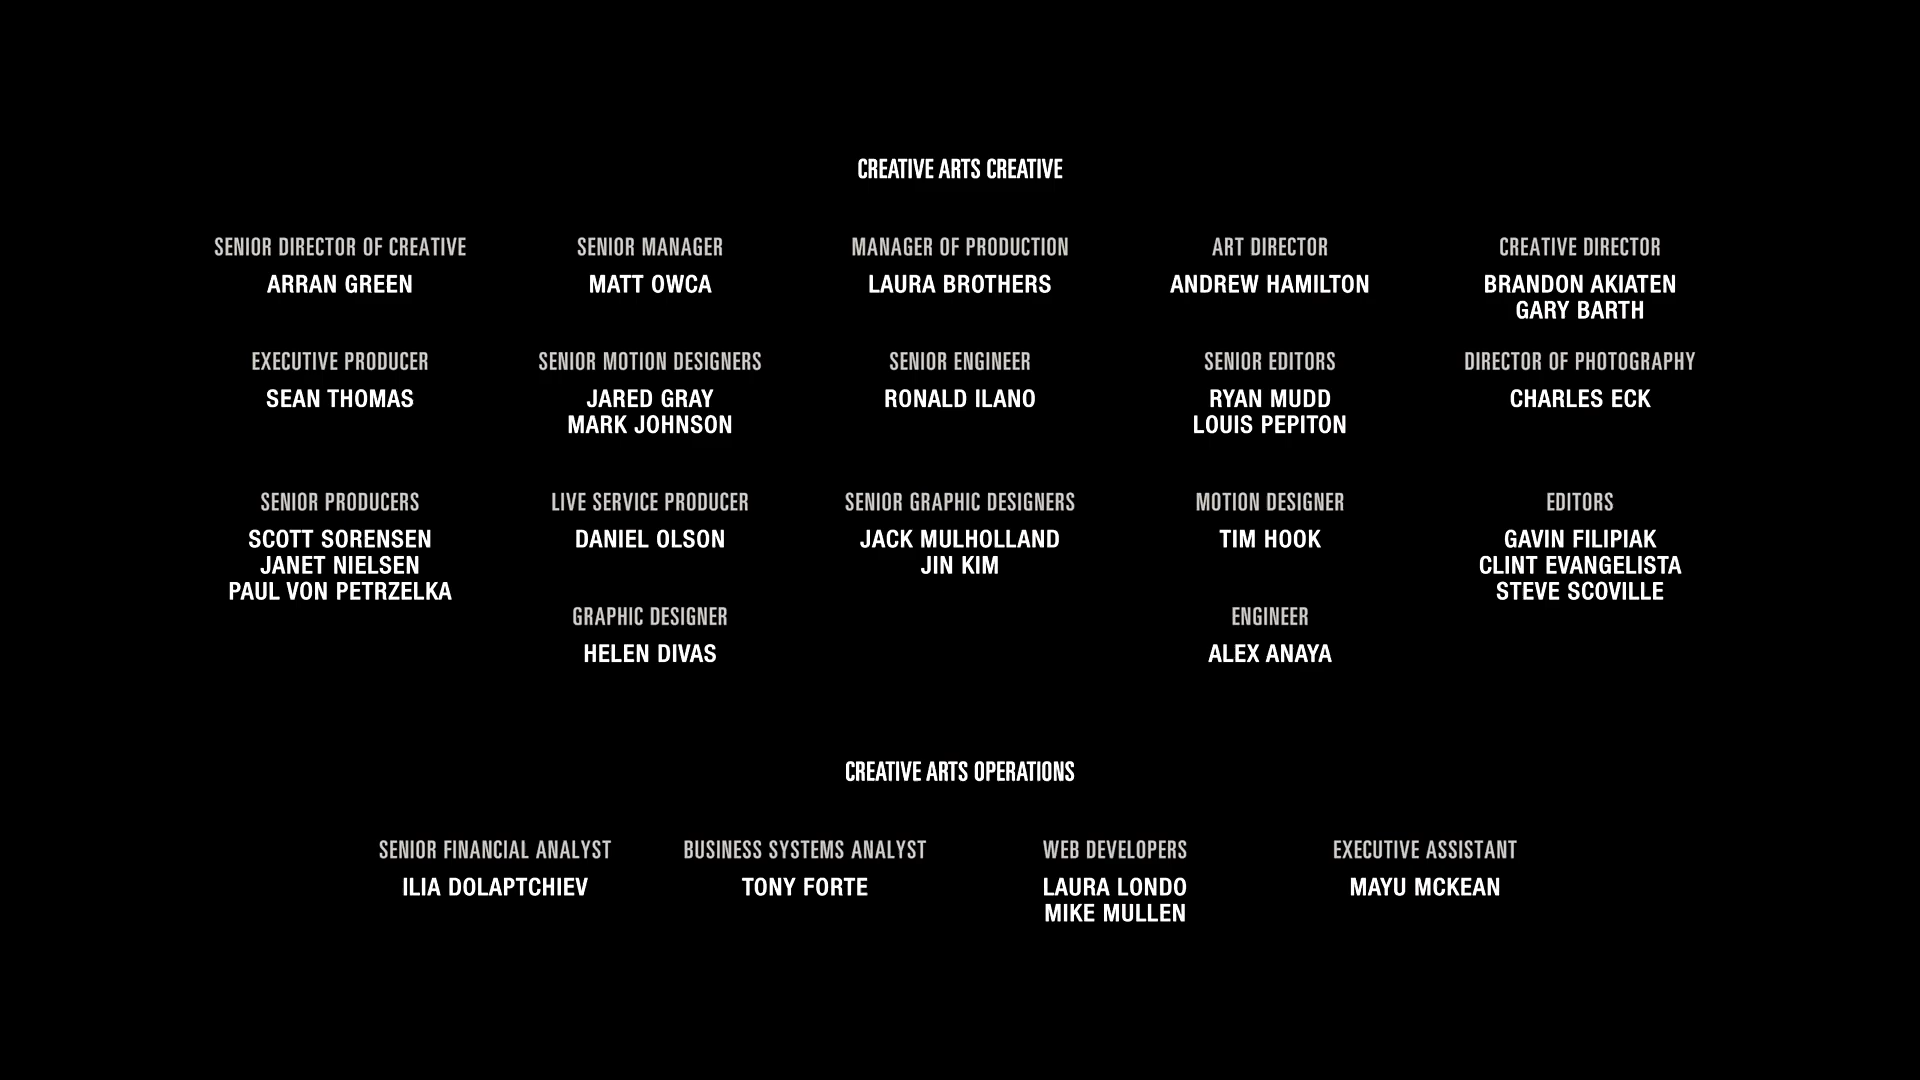 CREATIVE ARTS CREATIVE
SENIOR DIRECTOR OF CREATIVE
ARRAN GREEN
SENIOR MANAGER
MATT OWCA
MANAGER OF PRODUCTION
LAURA BROTHERS
ART DIRECTOR
ANDREW HAMILTON
CREATIVE DIRECTOR
BRANDON AKIATEN
GARY BARTH
EXECUTIVE PRODUCER
SEAN THOMAS
SENIOR MOTION DESIGNERS
JARED GRAY
MARK JOHNSON
SENIOR ENGINEER
RONALD ILANO
SENIOR EDITORS
RYAN MUDD
LOUIS PEPITON
DIRECTOR OF PHOTOGRAPHY
CHARLES ECK
SENIOR PRODUCERS
SCOTT SORENSEN
JANET NIELSEN
PAUL VON PETRZELKA
LIVE SERVICE PRODUCER
DANIEL OLSON
SENIOR GRAPHIC DESIGNERS
JACK MULHOLLAND
JIN KIM
MOTION DESIGNER
TIM HOOK
EDITORS
GAVIN FILIPIAK
CLINT EVANGELISTA
STEVE SCOVILLE
GRAPHIC DESIGNER
HELEN DIVAS
ENGINEER
ALEX ANAYA
CREATIVE ARTS OPERATIONS
SENIOR FINANCIAL ANALYST
ILIA DOLAPTCHIEV
BUSINESS SYSTEMS ANALYST
TONY FORTE
WEB DEVELOPERS
LAURA LONDO
MIKE MULLEN
EXECUTIVE ASSISTANT
MAYU MCKEAN